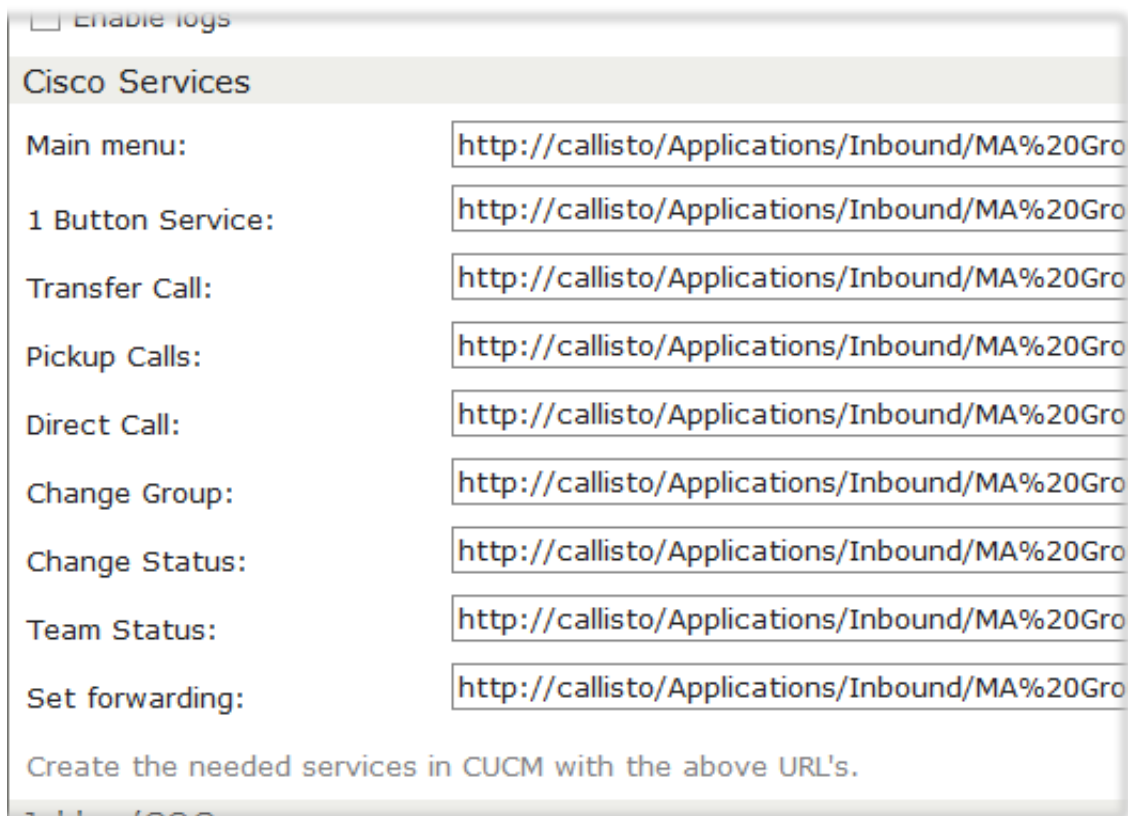 Enable logs
Cisco Services
Main menu: http://callisto/Applications/Inbound/MA%20Gro
1 Button Service: http://callisto/Applications/Inbound/MA%20Gro
Transfer Call: http://callisto/Applications/Inbound/MA%20Gro
Pickup Calls: http://callisto/Applications/Inbound/MA%20Gro
Direct Call: http://callisto/Applications/Inbound/MA%20Gro
Change Group: http://callisto/Applications/Inbound/MA%20Gro
Change Status: http://callisto/Applications/Inbound/MA%20Gro
Team Status: http://callisto/Applications/Inbound/MA%20Gro
Set forwarding: http://callisto/Applications/Inbound/MA%20Gro
Create the needed services in CUCM with the above URL's.